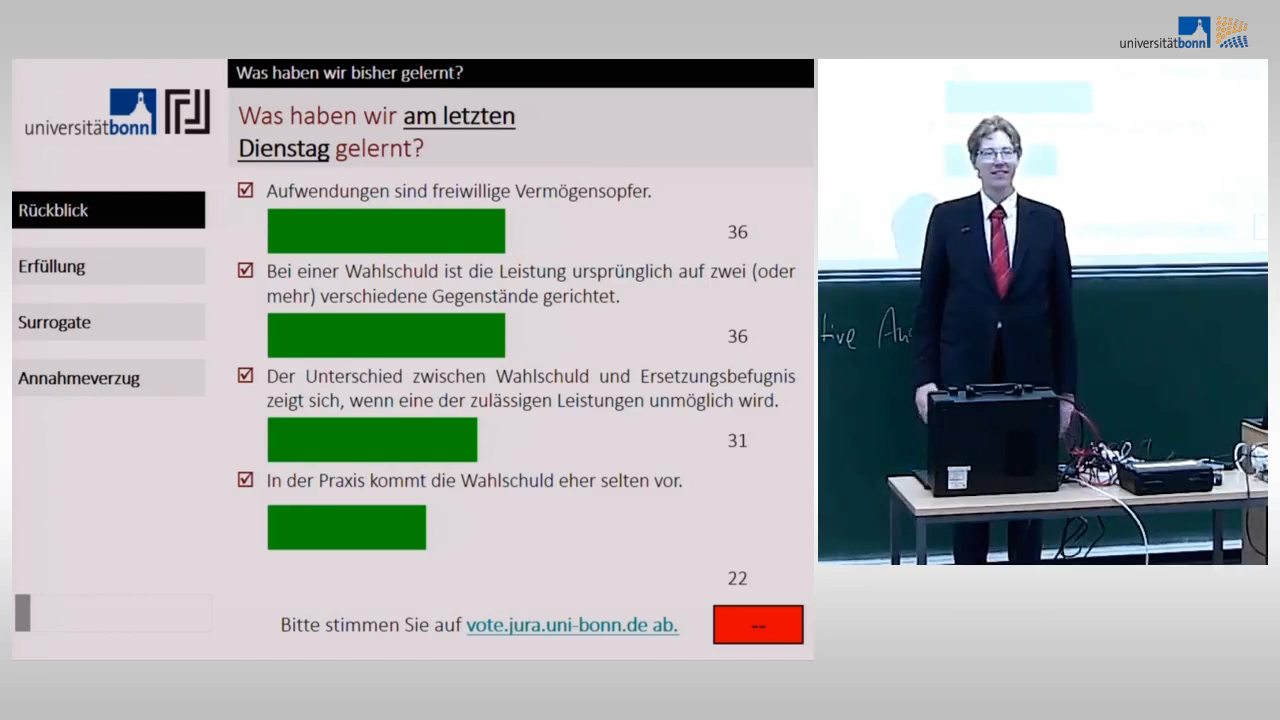 universitätbonn
Was haben wir bisher gelernt?
universitätbonn
Was haben wir am letzten
Dienstag gelernt?
Rückblick
Erfüllung
Surrogate
Annahmeverzug
Aufwendungen sind freiwillige Vermögensopfer.
36
Bei einer Wahlschuld ist die Leistung ursprünglich auf zwei (oder
mehr) verschiedene Gegenstände gerichtet.
36
Der Unterschied zwischen Wahlschuld und Ersetzungsbefugnis
zeigt sich, wenn eine der zulässigen Leistungen unmöglich wird.
31
In der Praxis kommt die Wahlschuld eher selten vor.
22
Bitte stimmen Sie auf vote.jura.uni-bonn.de ab.
--